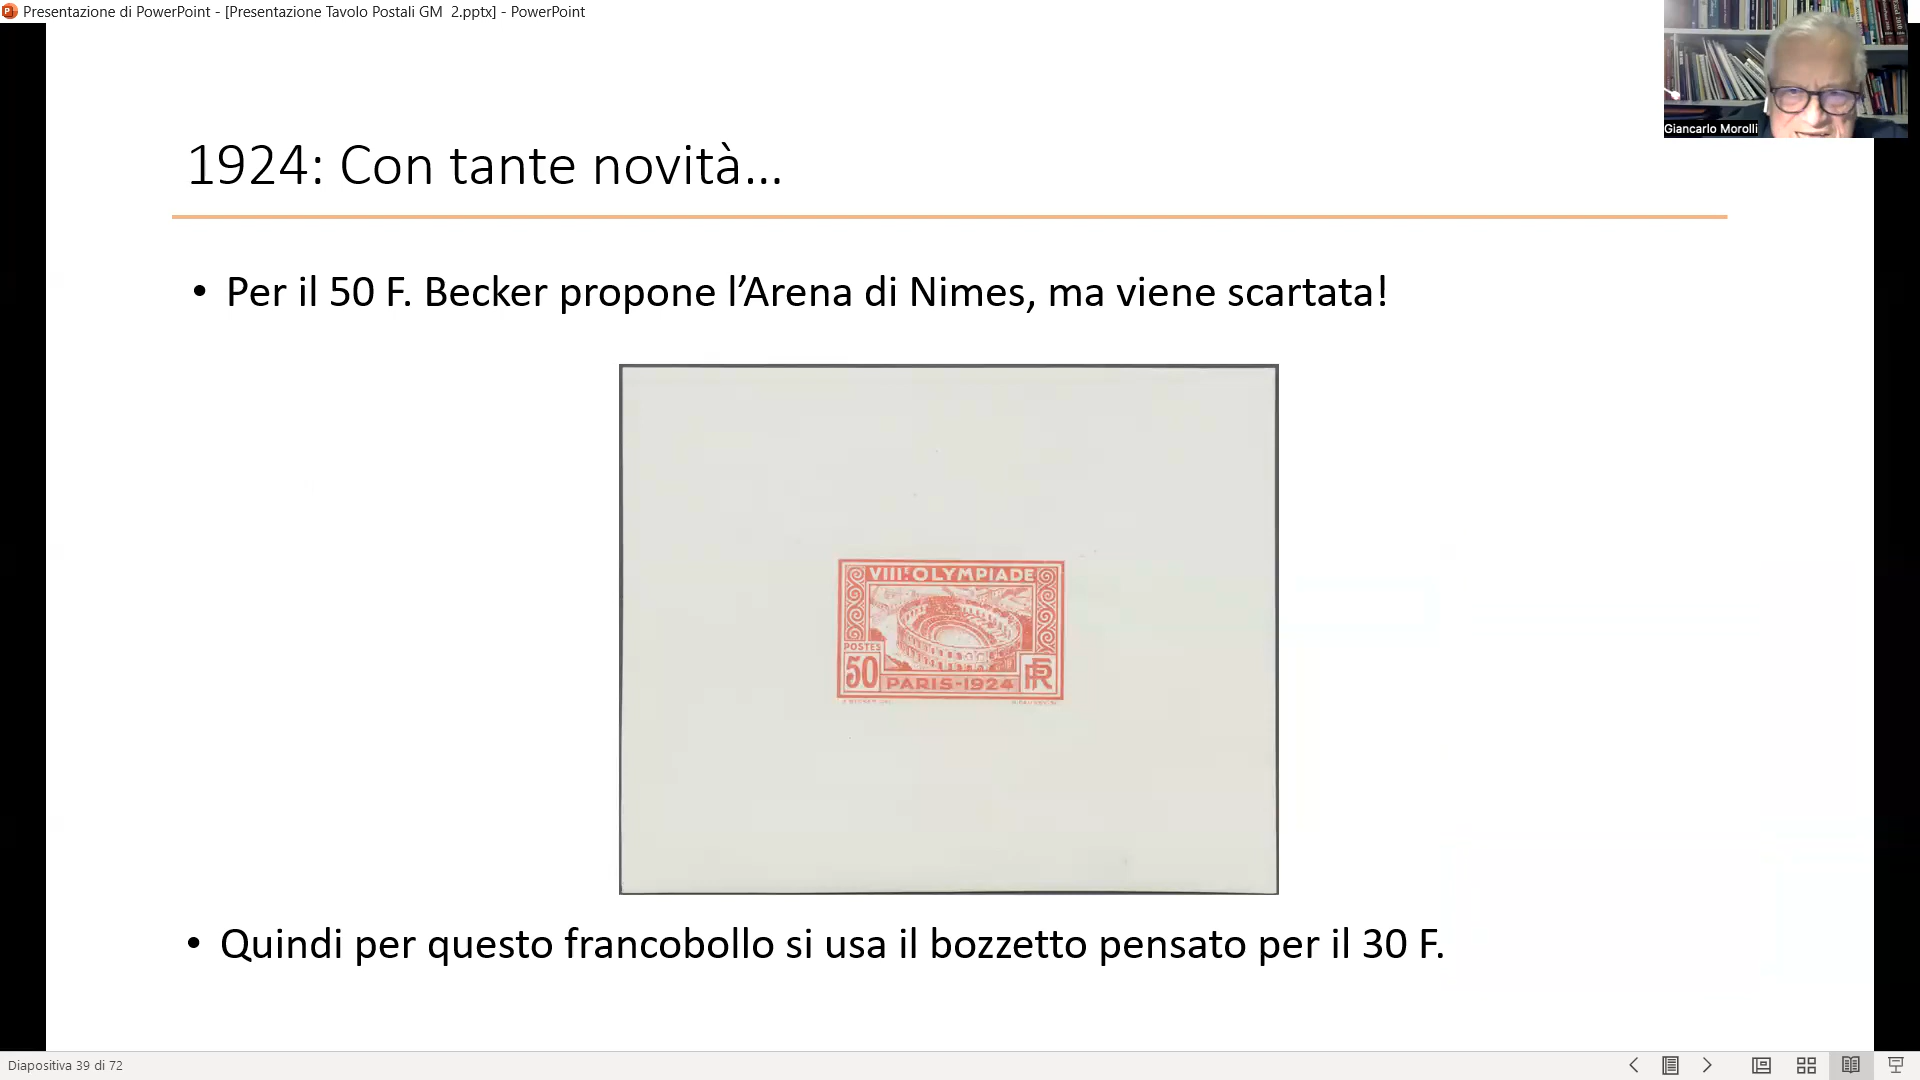 Presentazione di PowerPoint - [Presentazione Tavolo Postali GM  2.pptx] - PowerPoint
Giancarlo Morolli
1924: Con tante novità...
• Per il 50 F. Becker propone l’Arena di Nimes, ma viene scartata!
VIIIE OLYMPIADE
POSTES
50
PARIS-1924
RF
• Quindi per questo francobollo si usa il bozzetto pensato per il 30 F.
Diapositiva 39 di 72